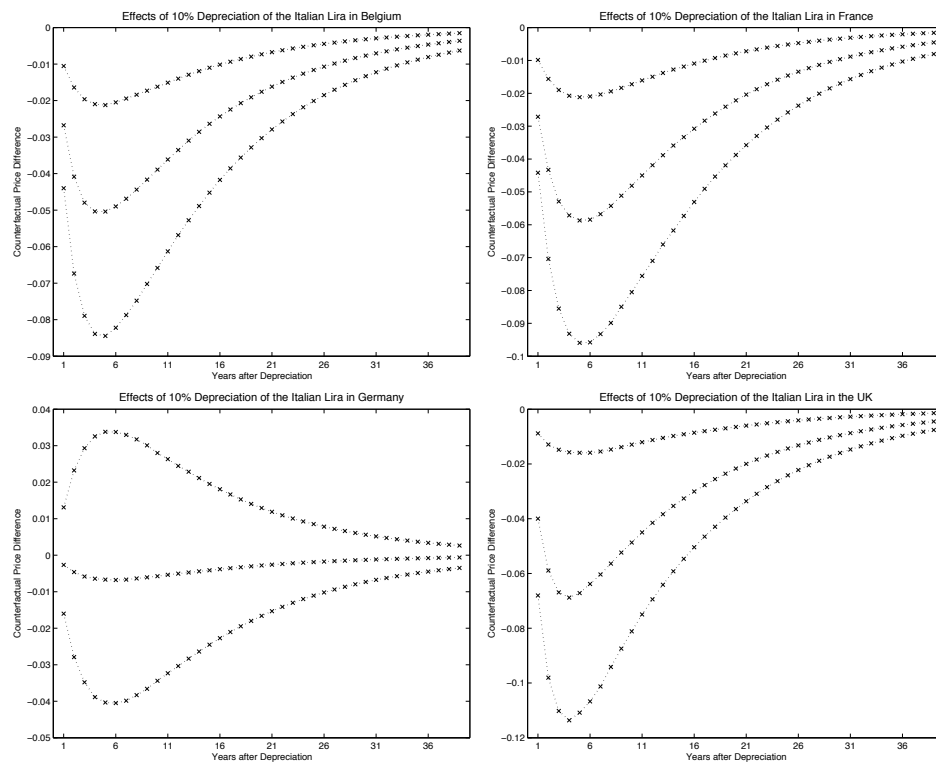 Effects of 10% Depreciation of the Italian Lira in Belgium
0
−0.01
−0.02
−0.03
−0.04
−0.05
−0.06
−0.07
−0.08
−0.09
Counterfactual Price Difference
1 6 11 16 21 26 31 36
Years after Depreciation
Effects of 10% Depreciation of the Italian Lira in France
0
−0.01
−0.02
−0.03
−0.04
−0.05
−0.06
−0.07
−0.08
−0.09
−0.1
Counterfactual Price Difference
1 6 11 16 21 26 31 36
Years after Depreciation
Effects of 10% Depreciation of the Italian Lira in Germany
0.04
0.03
0.02
0.01
0
−0.01
−0.02
−0.03
−0.04
−0.05
Counterfactual Price Difference
1 6 11 16 21 26 31 36
Years after Depreciation
Effects of 10% Depreciation of the Italian Lira in the UK
0
−0.02
−0.04
−0.06
−0.08
−0.1
−0.12
Counterfactual Price Difference
1 6 11 16 21 26 31 36
Years after Depreciation